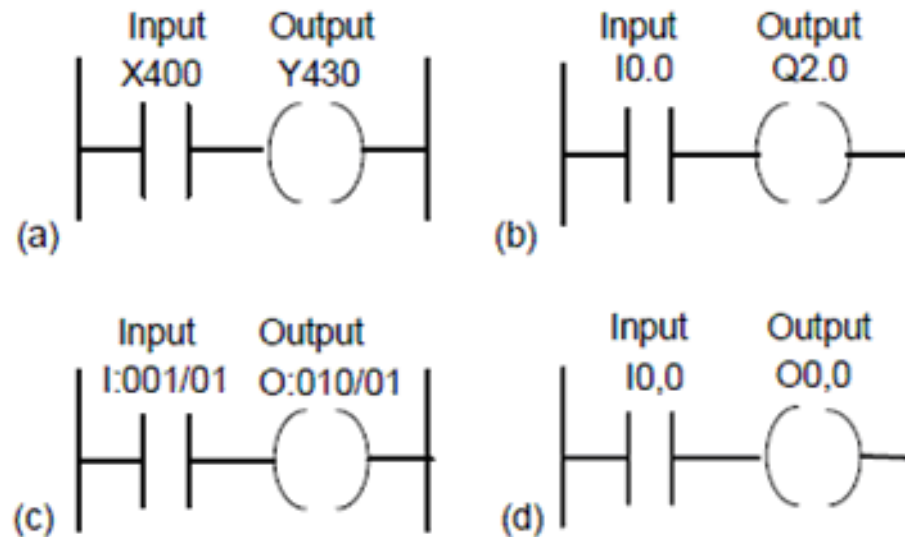 Input Output
X400 Y430
(a)
Input Output
I0.0 Q2.0
(b)
Input Output
I:001/01 O:010/01
(c)
Input Output
I0,0 O0,0
(d)